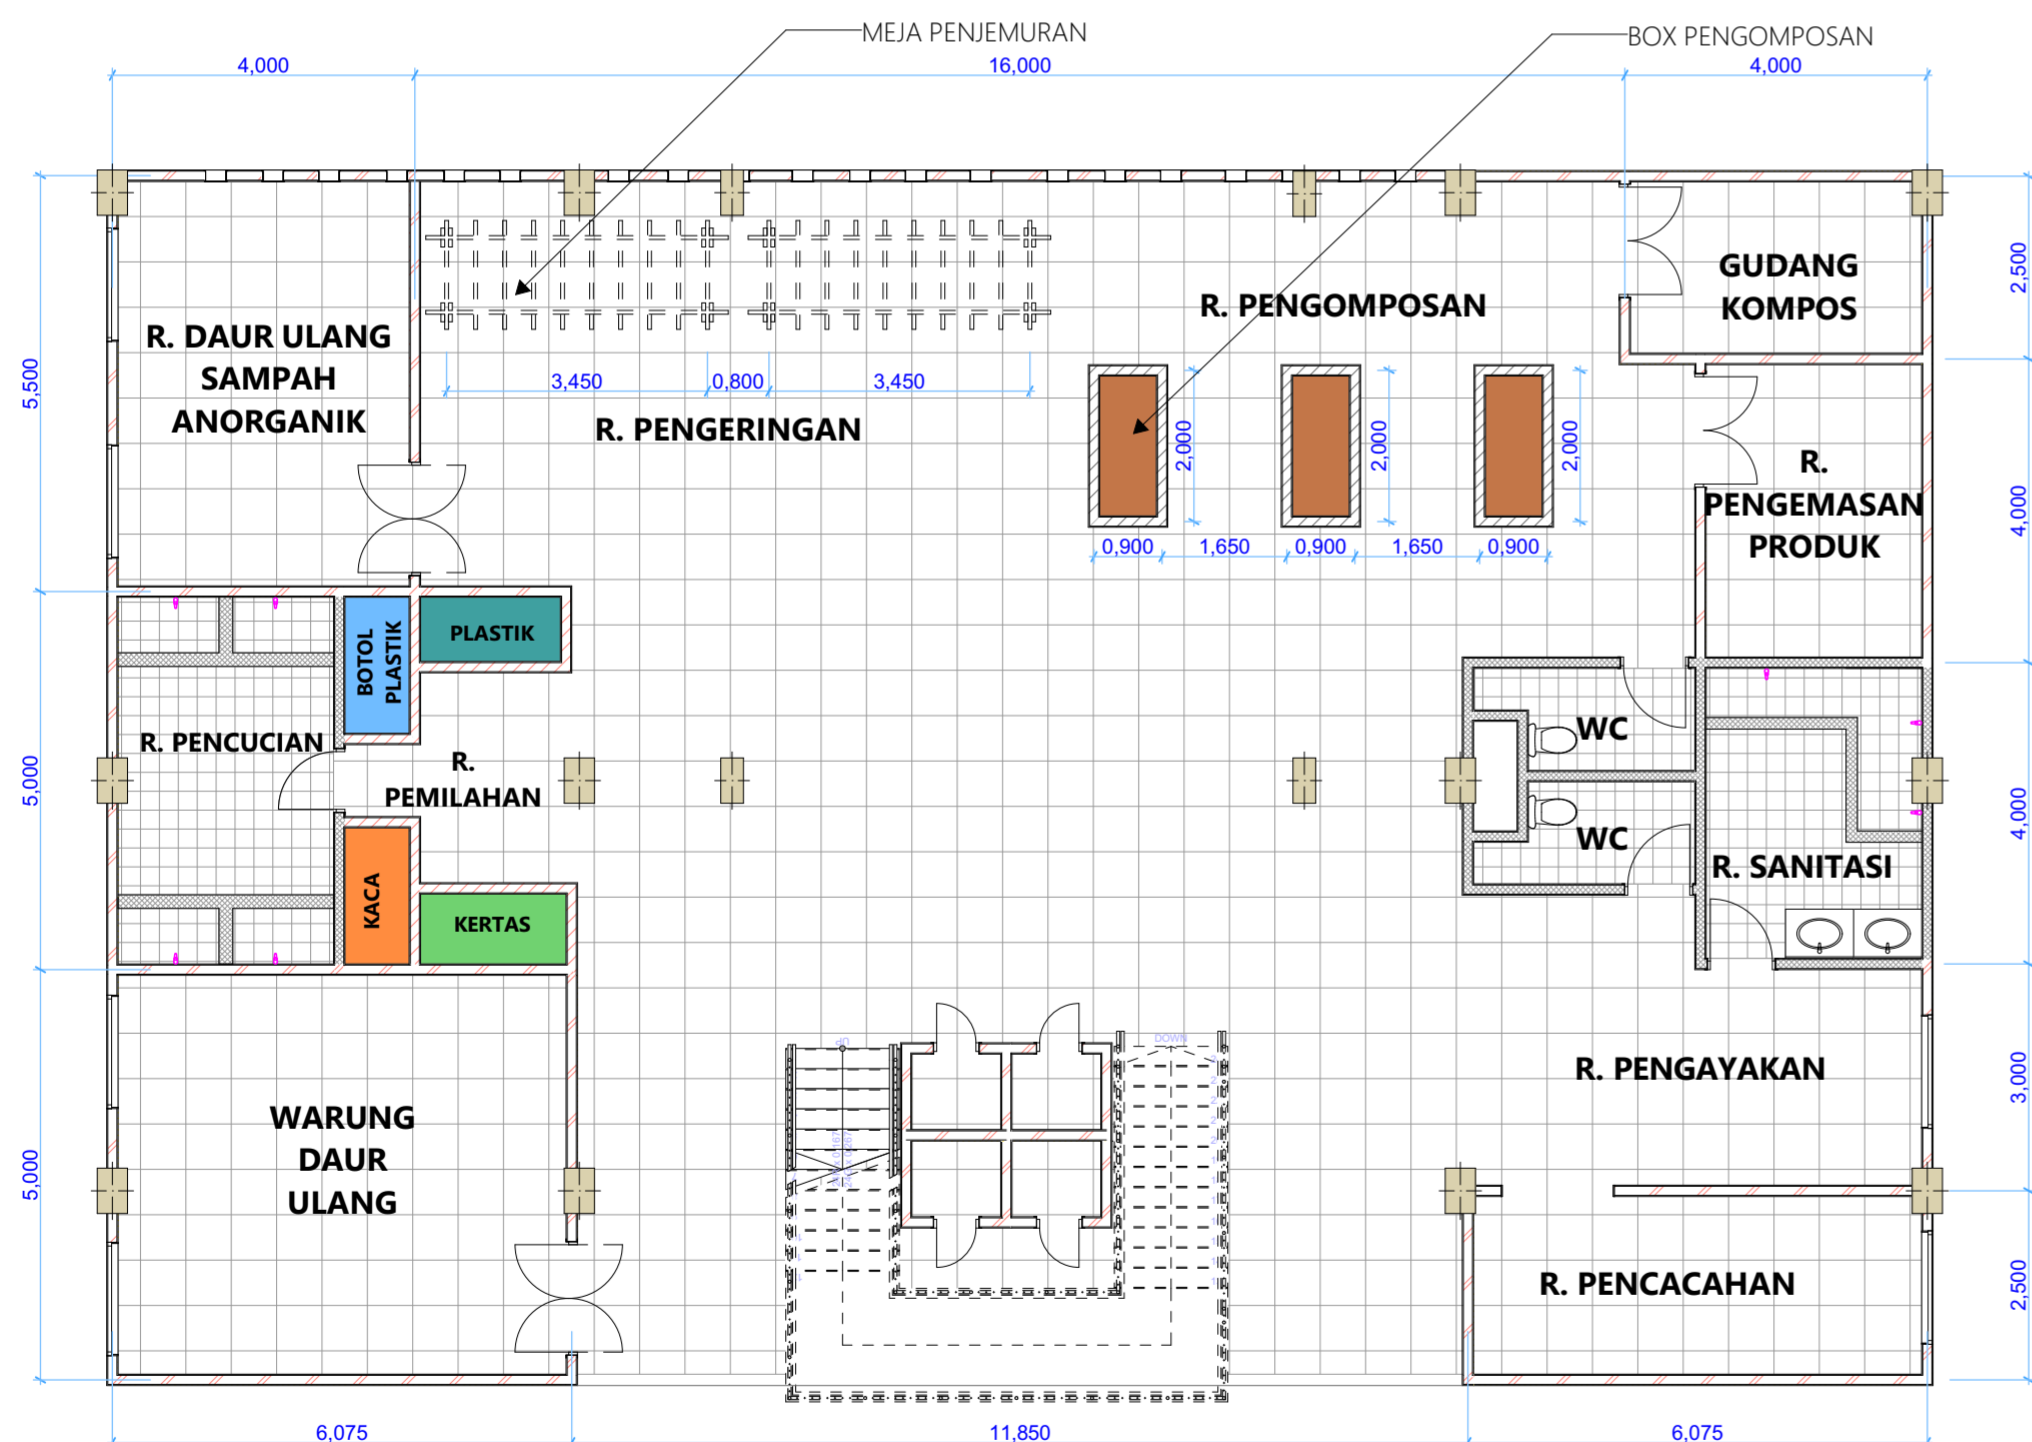 MEJA PENJEMURAN
BOX PENGOMPOSAN
4,000
16,000
4,000
5,500
5,000
5,000
R. DAUR ULANG
SAMPAH
ANORGANIK
3,450
0,800
3,450
R. PENGERINGAN
R. PENGOMPOSAN
2,000
2,000
2,000
0,900
1,650
0,900
1,650
0,900
GUDANG
KOMPOS
2,500
R.
PENGEMASAN
PRODUK
4,000
BOTOL
PLASTIK
PLASTIK
R. PENCUCIAN
R.
PEMILAHAN
KACA
KERTAS
WC
WC
R. SANITASI
4,000
WARUNG
DAUR
ULANG
DOWN
R. PENGAYAKAN
3,000
R. PENCACAHAN
2,500
6,075
11,850
6,075